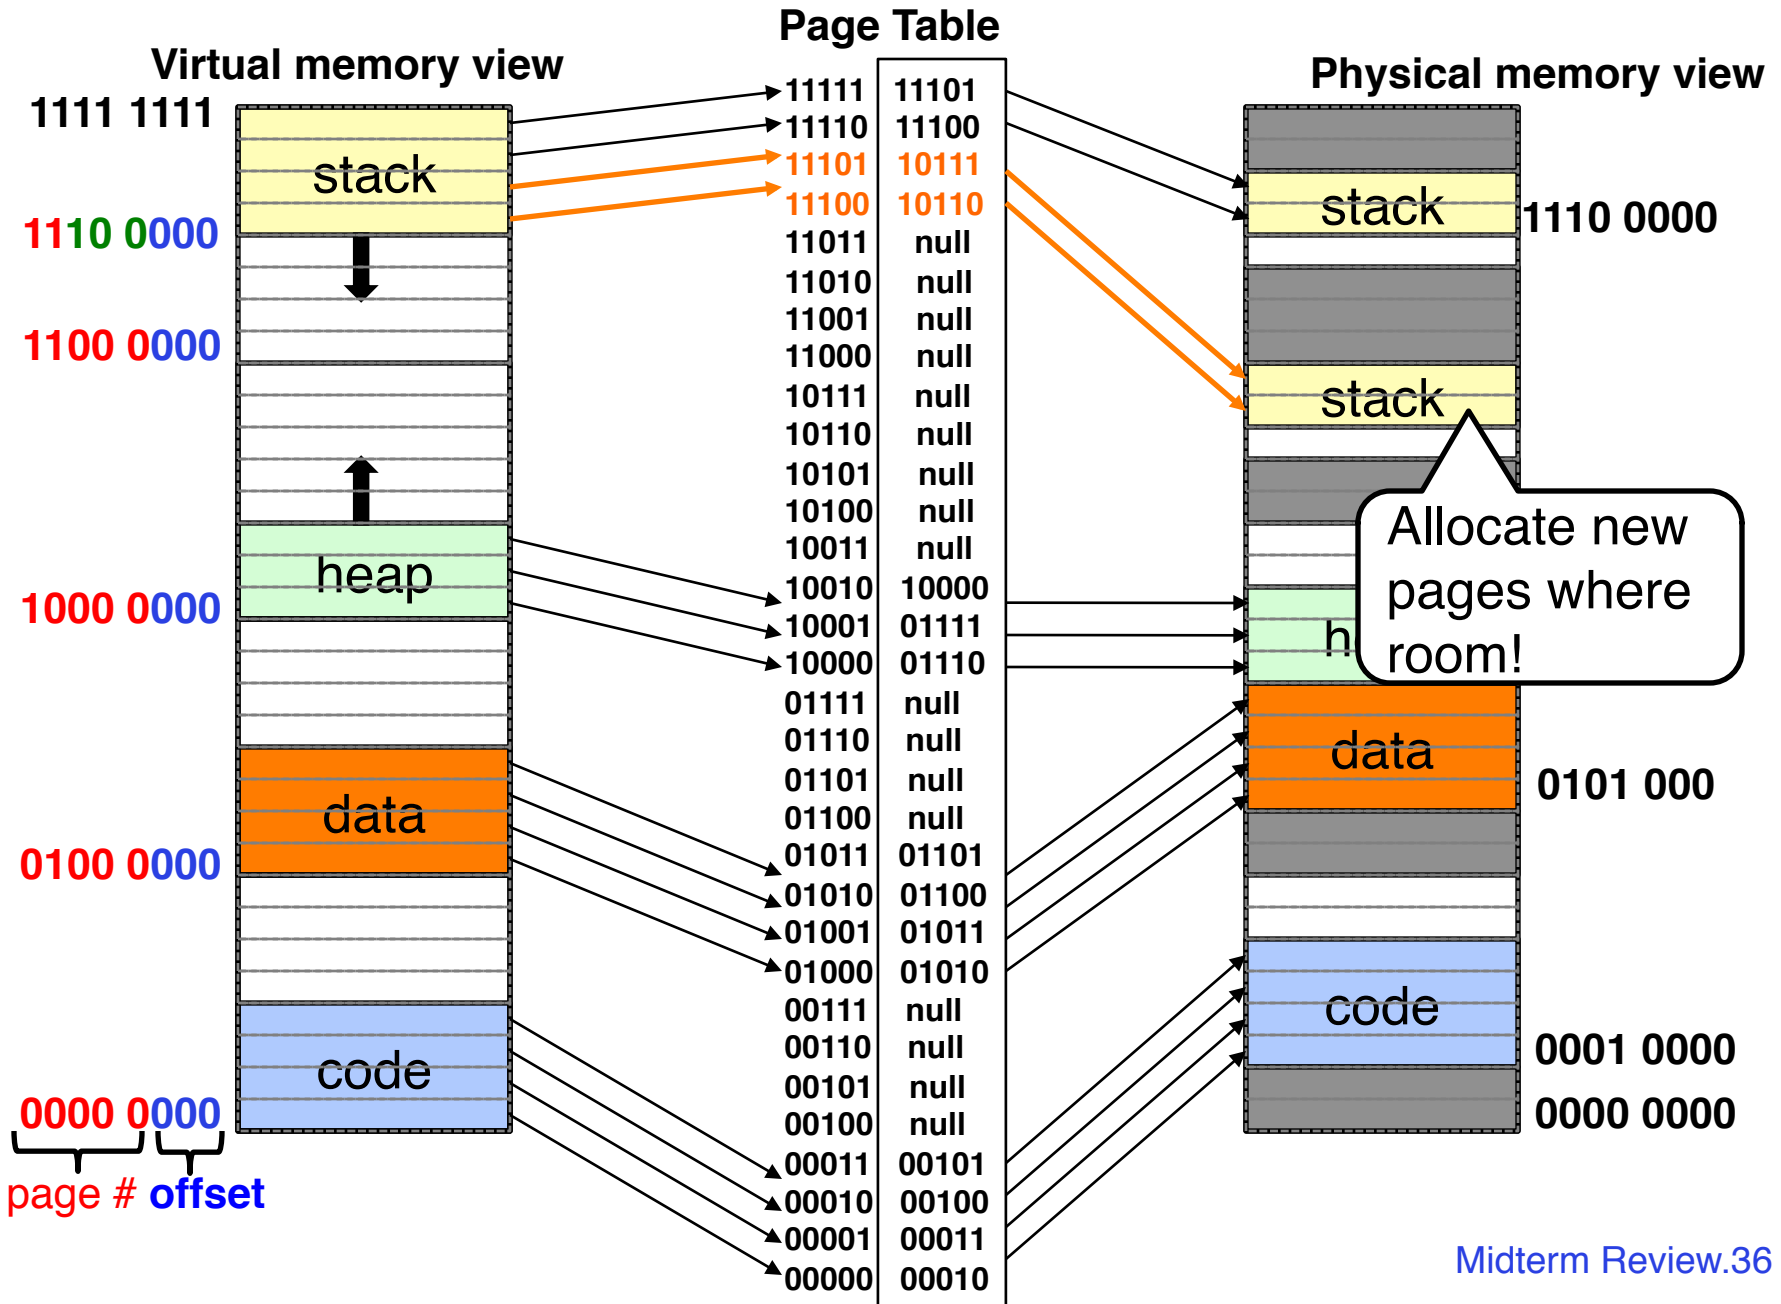 Page Table
Virtual memory view
Physical memory view
1111 1111
stack
1110 0000
1100 0000
heap
1000 0000
data
0100 0000
code
0000 0000
page # offset
11111 11101
11110 11100
11101 10111
11100 10110
11011 null
11010 null
11001 null
11000 null
10111 null
10110 null
10101 null
10100 null
10011 null
10010 10000
10001 01111
10000 01110
01111 null
01110 null
01101 null
01100 null
01011 01101
01010 01100
01001 01011
01000 01010
00111 null
00110 null
00101 null
00100 null
00011 00101
00010 00100
00001 00011
00000 00010
stack
1110 0000
stack
Allocate new
pages where
room!
data
0101 000
code
0001 0000
0000 0000
Midterm Review.36